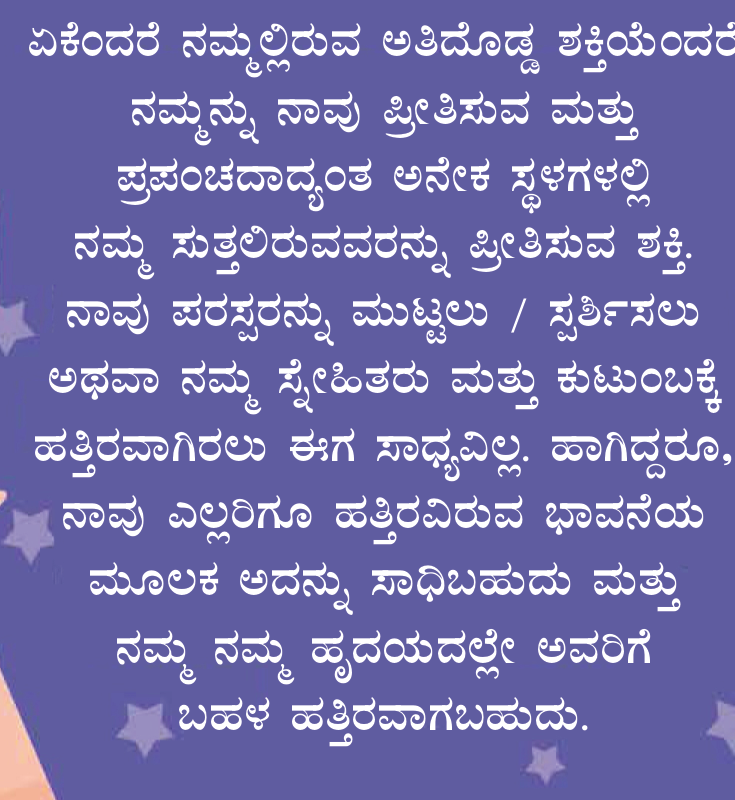 ಏಕೆಂದರೆ ನಮ್ಮಲ್ಲಿರುವ ಅತಿದೊಡ್ಡ ಶಕ್ತಿಯೆಂದರೆ
ನಮ್ಮನ್ನು ನಾವು ಪ್ರೀತಿಸುವ ಮತ್ತು
ಪ್ರಪಂಚದಾದ್ಯಂತ ಅನೇಕ ಸ್ಥಳಗಳಲ್ಲಿ
ನಮ್ಮ ಸುತ್ತಲಿರುವವರನ್ನು ಪ್ರೀತಿಸುವ ಶಕ್ತಿ.
ನಾವು ಪರಸ್ಪರನ್ನು ಮುಟ್ಟಲು / ಸ್ಪರ್ಶಿಸಲು
ಅಥವಾ ನಮ್ಮ ಸ್ನೇಹಿತರು ಮತ್ತು ಕುಟುಂಬಕ್ಕೆ
ಹತ್ತಿರವಾಗಿರಲು ಈಗ ಸಾಧ್ಯವಿಲ್ಲ. ಹಾಗಿದ್ದರೂ,
ನಾವು ಎಲ್ಲರಿಗೂ ಹತ್ತಿರವಿರುವ ಭಾವನೆಯ
ಮೂಲಕ ಅದನ್ನು ಸಾಧಿಬಹುದು ಮತ್ತು
ನಮ್ಮ ನಮ್ಮ ಹೃದಯದಲ್ಲೇ ಅವರಿಗೆ
ಬಹಳ ಹತ್ತಿರವಾಗಬಹುದು.